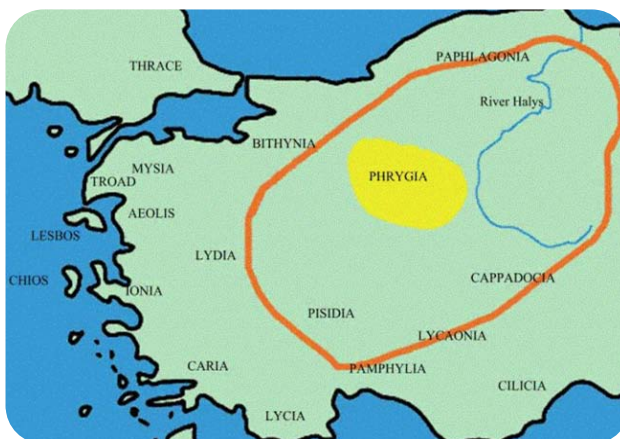 PAPHLAGONIA
THRACE
River Halys
BITHYNIA
MYSIA
PHRYGIA
TROAD
AEOLIS
LESBOS
LYDIA
CAPPADOCIA
CHIOS
IONIA
PISIDIA
LYCAONIA
CARIA
PAMPHYLIA
CILICIA
LYCIA